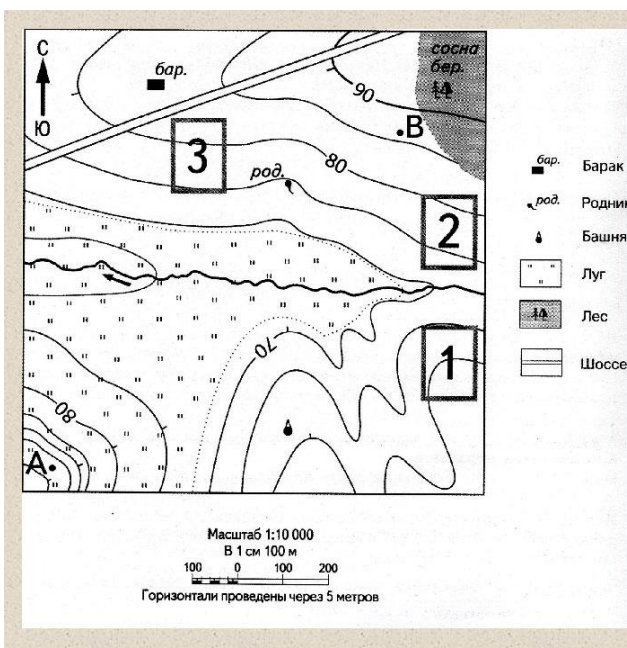 С
Ю
бар.
сосна
бер.
90
В
3
род.
80
2
70
1
80
А
бар. Барак
род. Родник
Башня
Луг
Лес
Шоссе
Масштаб 1:10 000
В 1 см 100 м
100 0 100 200
Горизонтали проведены через 5 метров